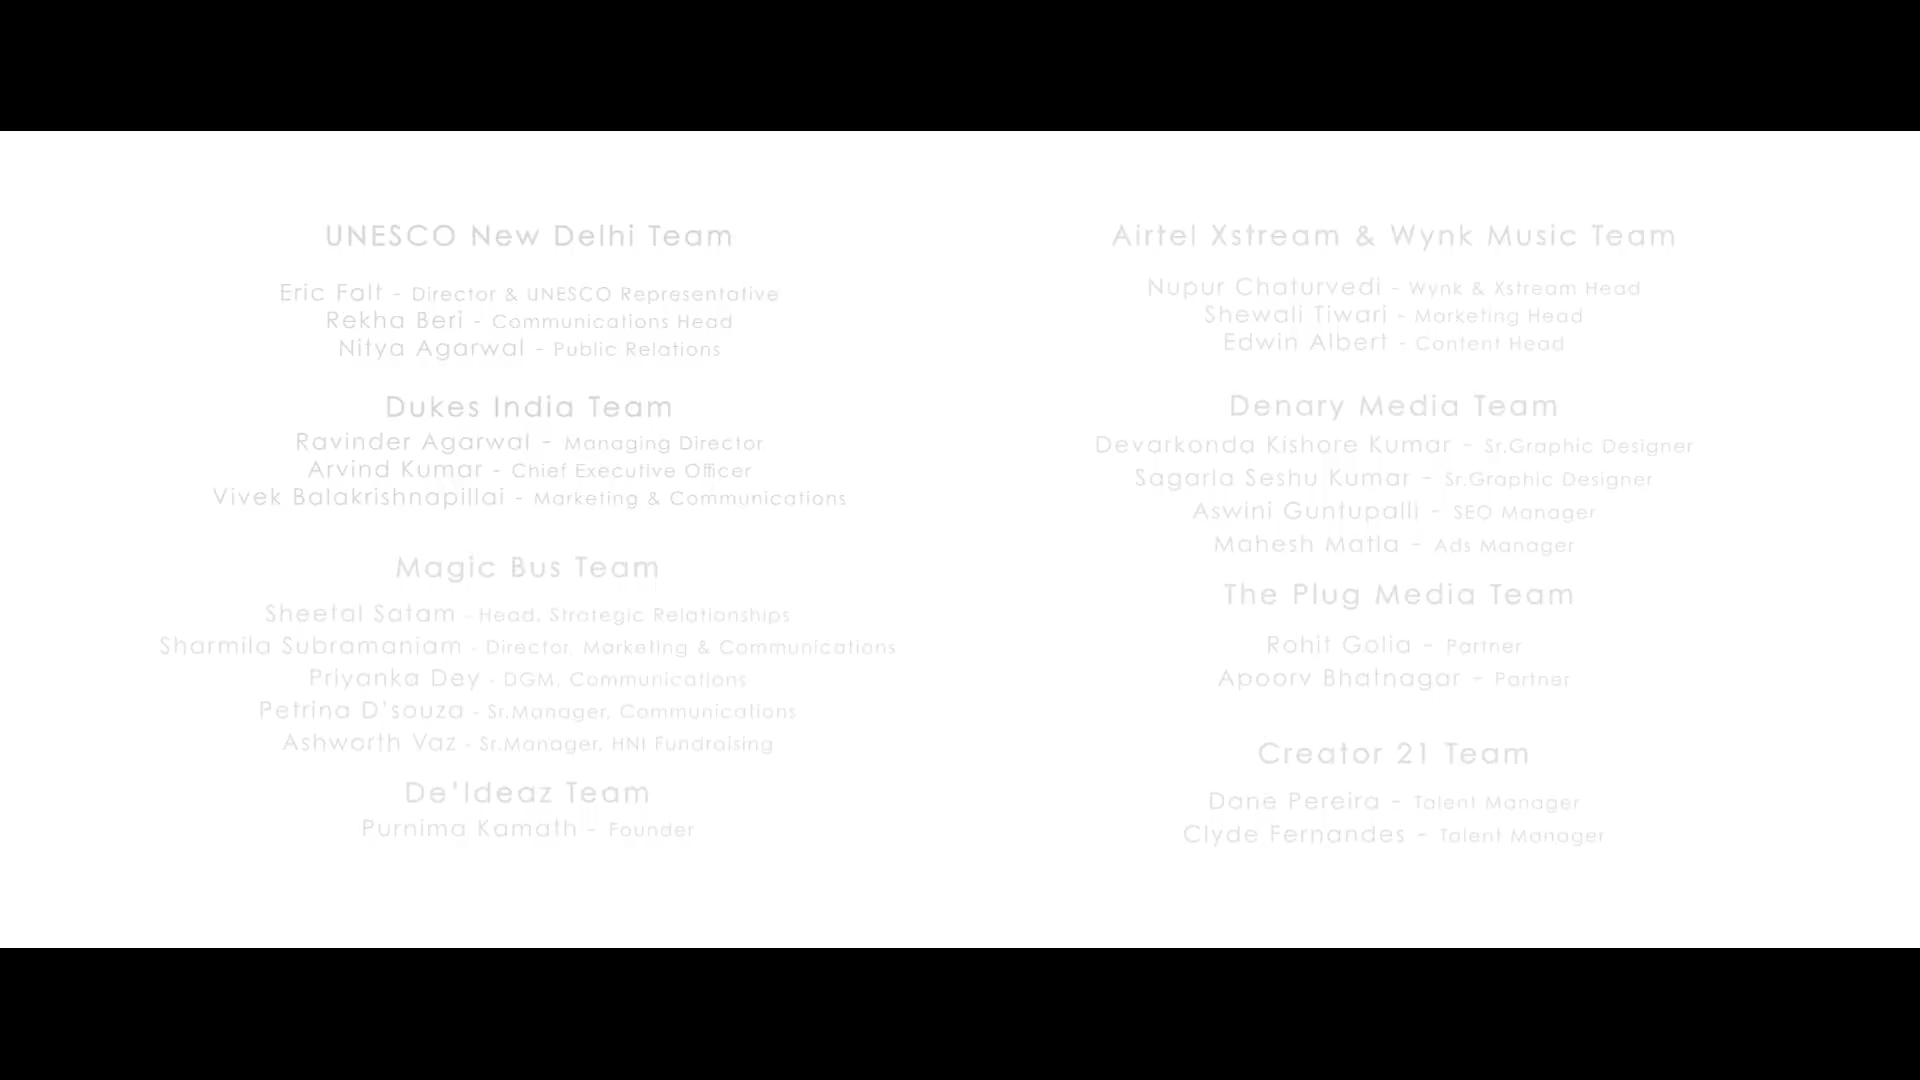 UNESCO New Delhi Team
Eric Falt - Director & UNESCO Representative
Rekha Beri - Communications Head
Nitya Agarwal - Public Relations
Dukes India Team
Ravinder Agarwal - Managing Director
Arvind Kumar - Chief Executive Officer
Vivek Balakrishnapillai - Marketing & Communications
Magic Bus Team
Sheetal Satam - Head, Strategic Relationships
Sharmila Subramaniam - Director, Marketing & Communications
Priyanka Dey - DGM, Communications
Petrina D'souza - Sr.Manager, Communications
Ashworth Vaz - Sr.Manager, HNI Fundraising
De'Ideaz Team
Purnima Kamath - Founder
Airtel Xstream & Wynk Music Team
Nupur Chaturvedi - Wynk & Xstream Head
Shewali Tiwari - Marketing Head
Edwin Albert - Content Head
Denary Media Team
Devarkonda Kishore Kumar - Sr.Graphic Designer
Sagarla Seshu Kumar - Sr.Graphic Designer
Aswini Guntupalli - SEO Manager
Mahesh Matla - Ads Manager
The Plug Media Team
Rohit Golia - Partner
Apoorv Bhatnagar - Partner
Creator 21 Team
Dane Pereira - Talent Manager
Clyde Fernandes - Talent Manager